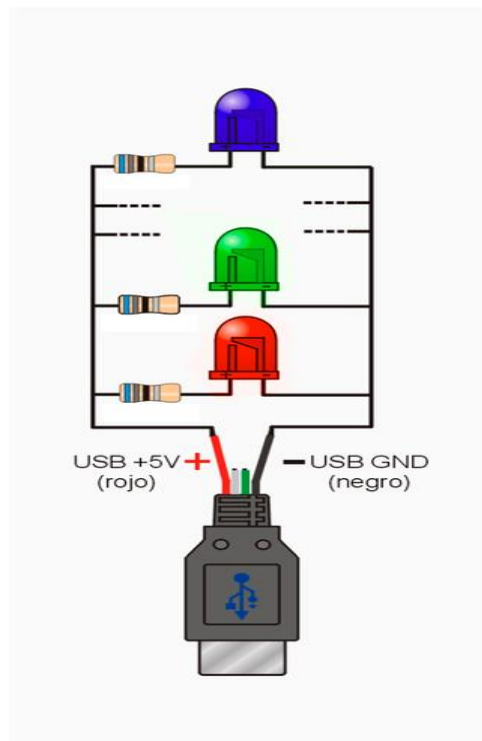 USB +5V + − USB GND
(rojo) (negro)